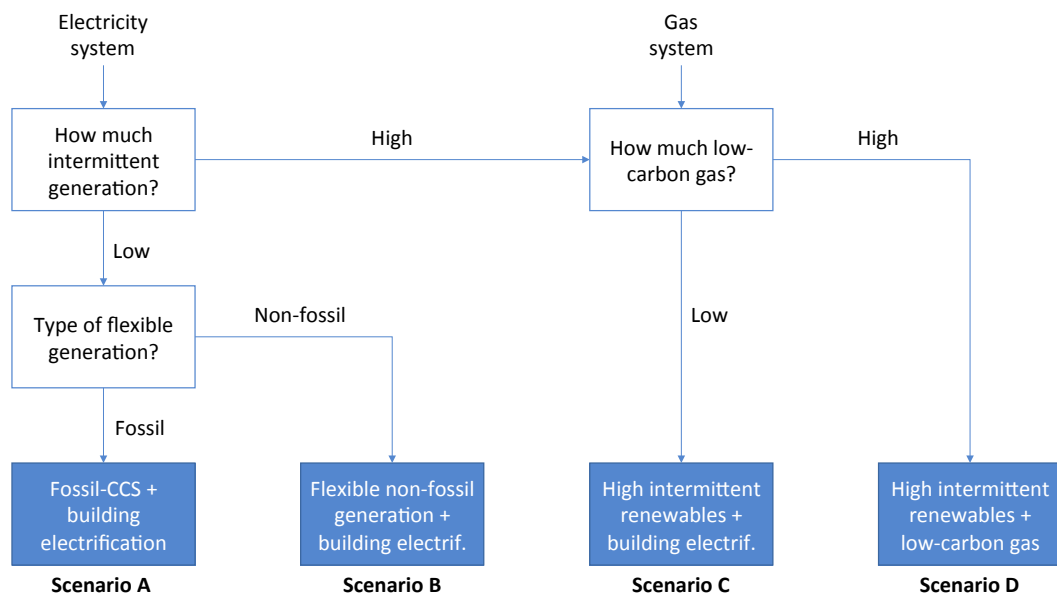 Electricity
system
Gas
system
How much
intermittent
generation?
High
How much low-
carbon gas?
High
Low
Type of flexible
generation?
Non-fossil
Low
Fossil
Fossil-CCS +
building
electrification
Flexible non-fossil
generation +
building electrif.
High intermittent
renewables +
building electrif.
High intermittent
renewables +
low-carbon gas
Scenario A
Scenario B
Scenario C
Scenario D